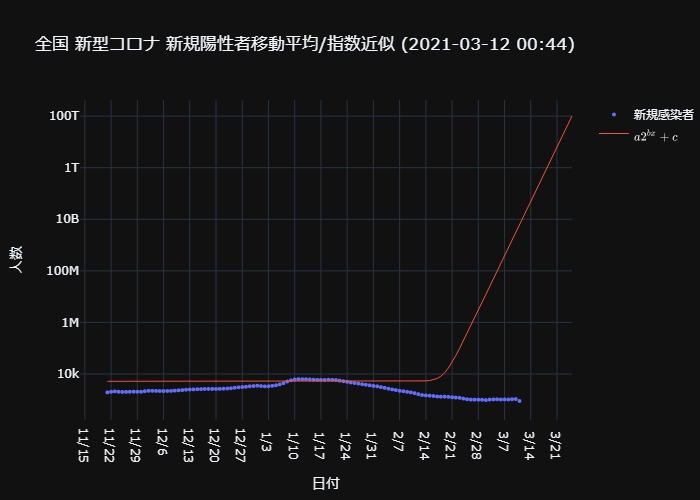 全国 新型コロナ 新規陽性者移動平均/指数近似 (2021-03-12 00:44)
新規感染者
a2^{bx} + c
100T
1T
10B
100M
1M
10k
人数
11/15
11/22
11/29
12/6
12/13
12/20
12/27
1/3
1/10
1/17
1/24
1/31
2/7
2/14
2/21
2/28
3/7
3/14
3/21
日付